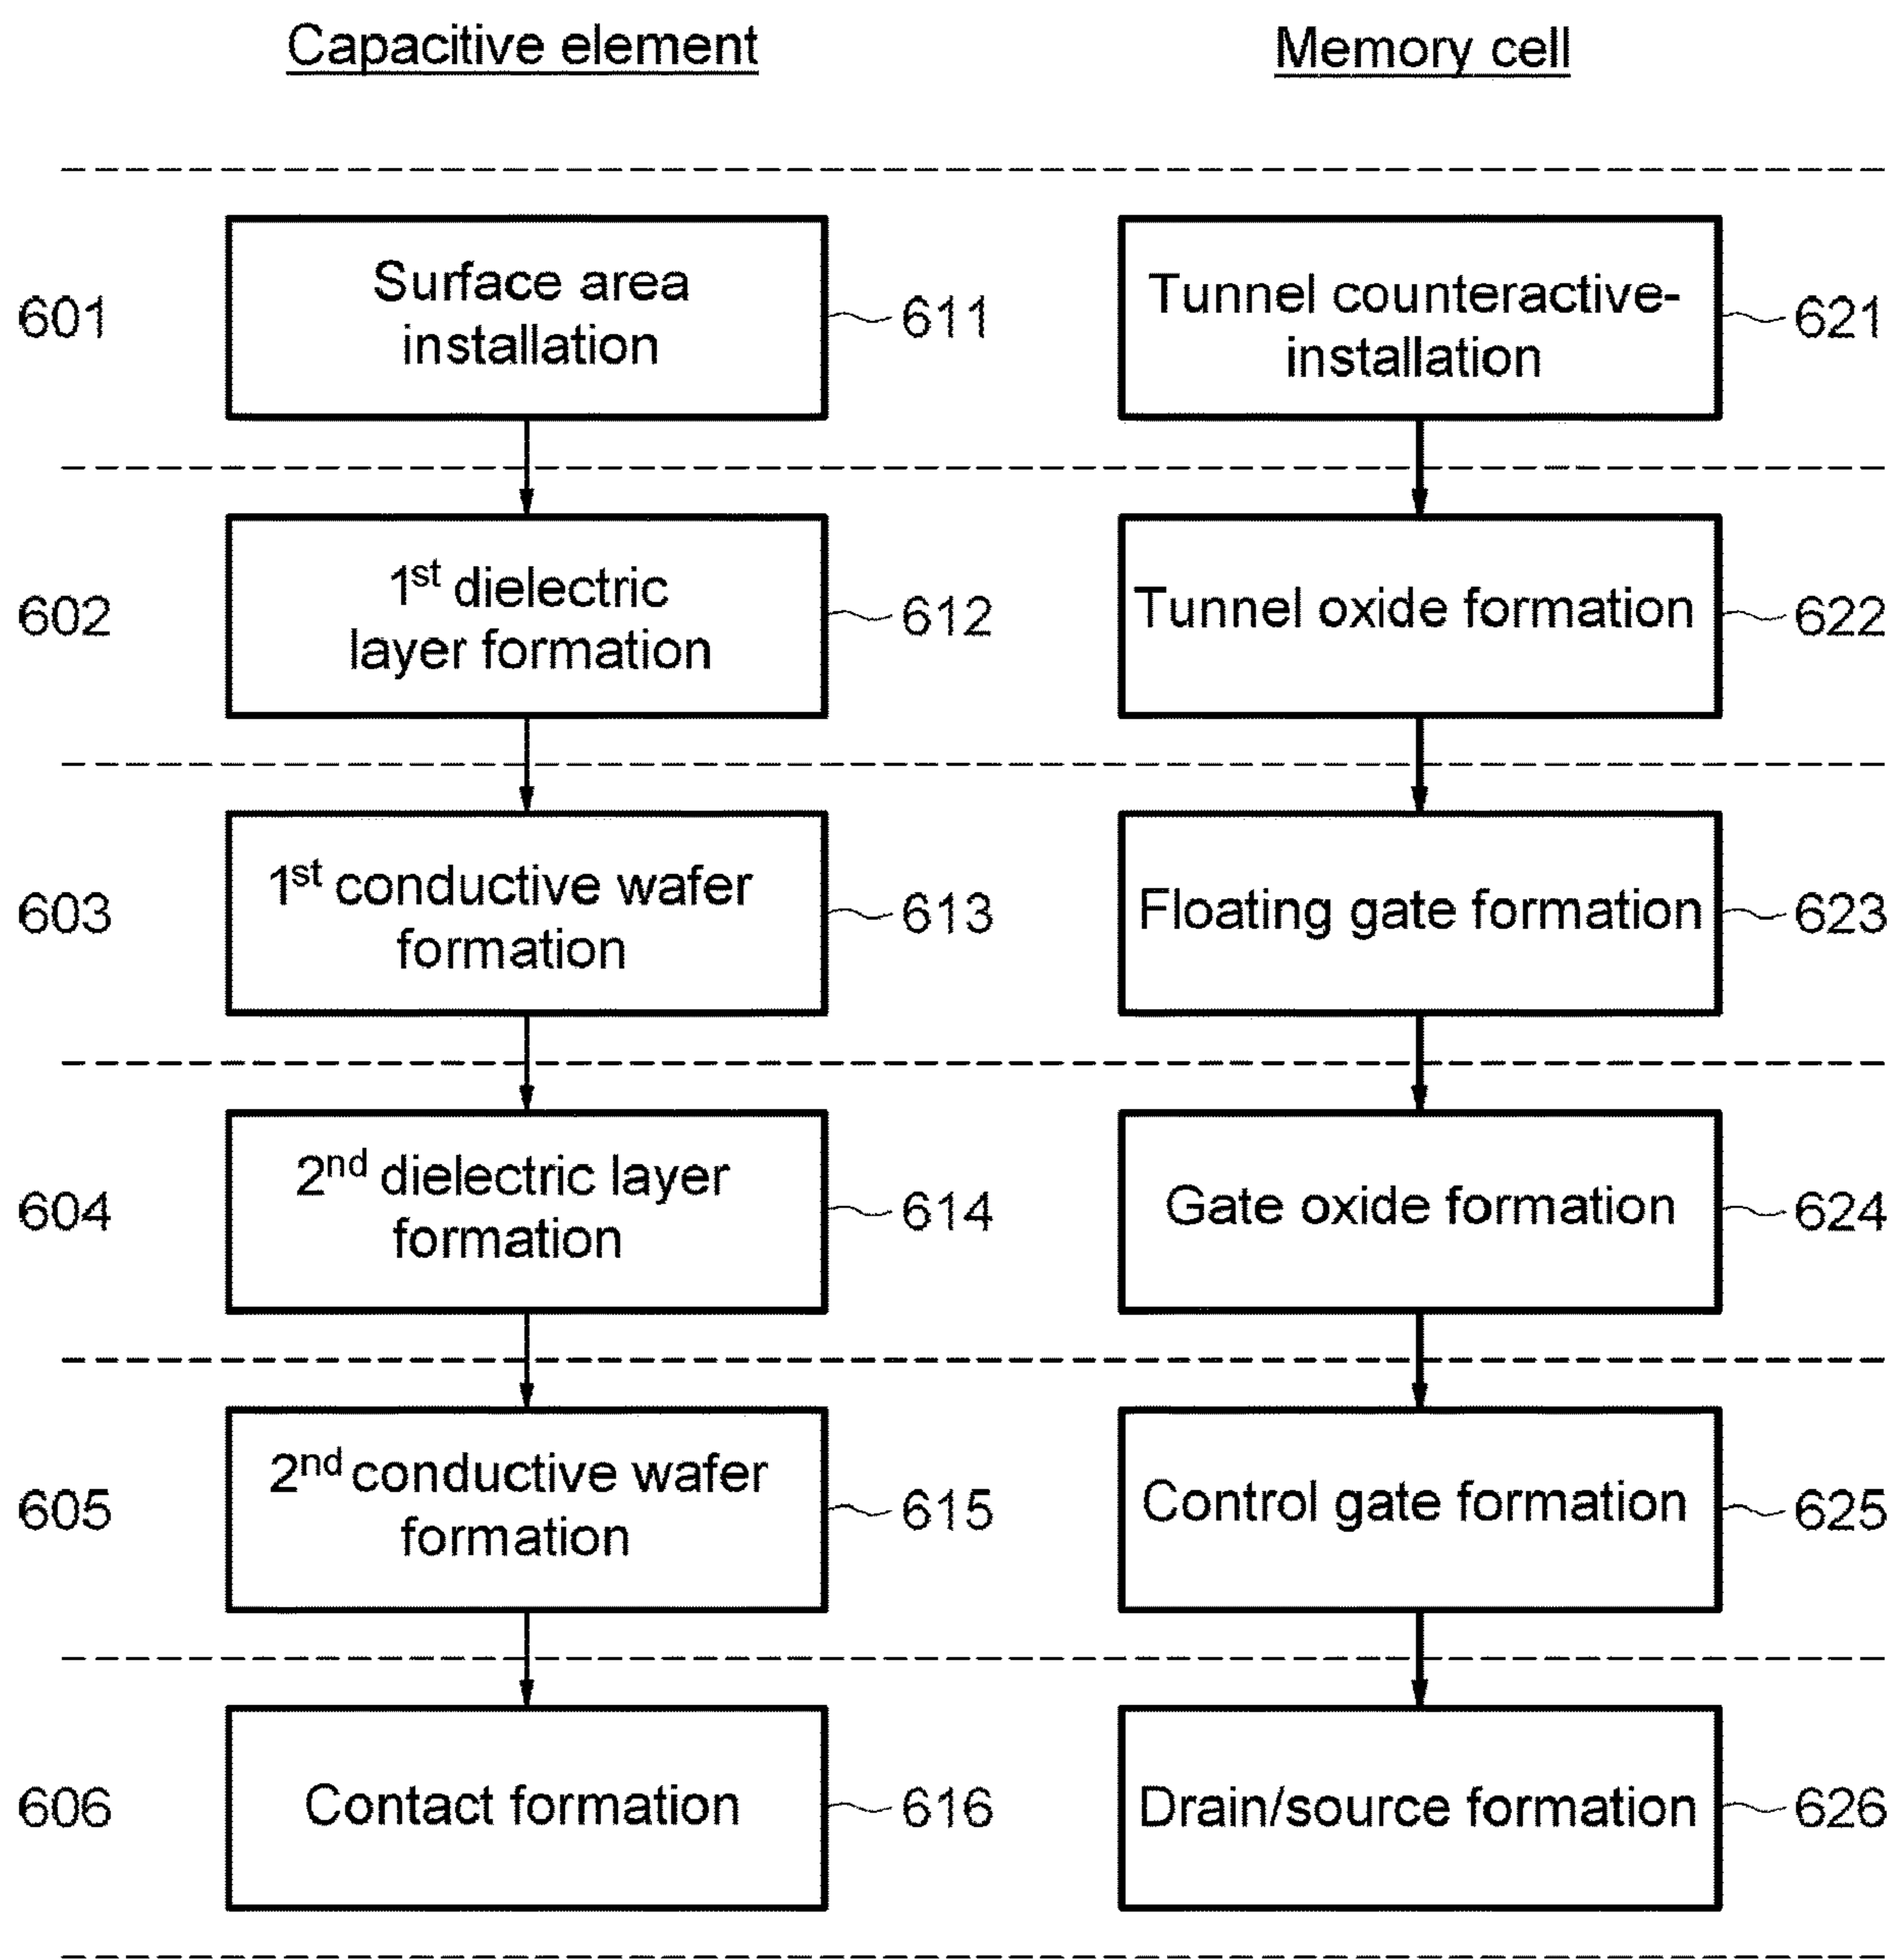 Capacitive element
Memory cell
601
Surface area
installation
611
Tunnel counteractive-
installation
621
602
1st dielectric
layer formation
612
Tunnel oxide formation
622
603
1st conductive wafer
formation
613
Floating gate formation
623
604
2nd dielectric layer
formation
614
Gate oxide formation
624
605
2nd conductive wafer
formation
615
Control gate formation
625
606
Contact formation
616
Drain/source formation
626